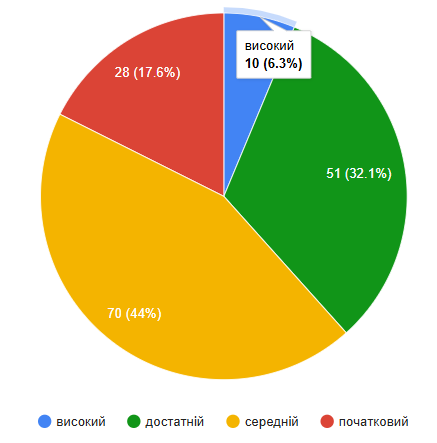 високий
10 (6.3%)
28 (17.6%)
51 (32.1%)
70 (44%)
високий
достатній
середній
початковий